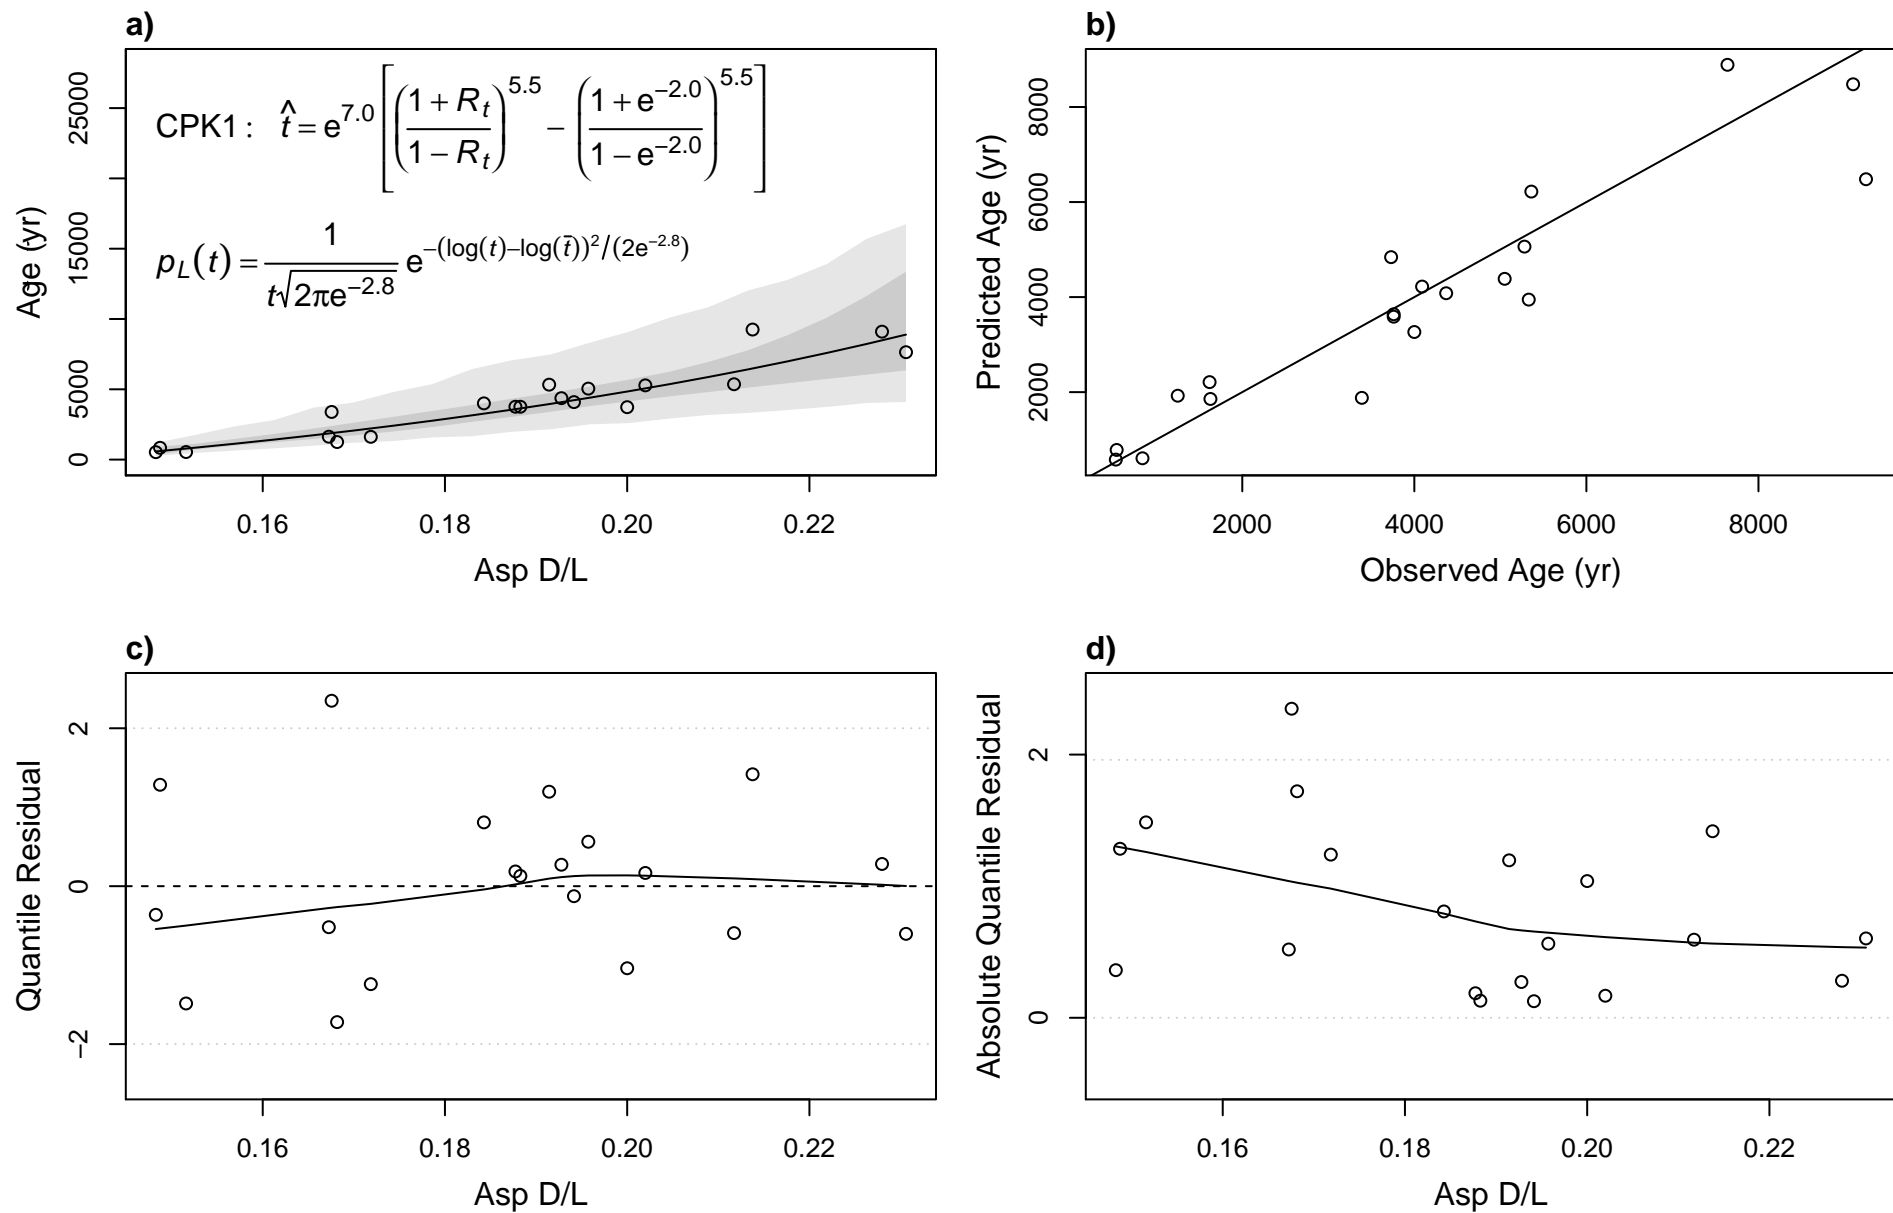 a)
CPK1: t̂ = e^7.0 [((1 + R_t)/(1 − R_t))^5.5 − ((1 + e^−2.0)/(1 − e^−2.0))^5.5]
p_L(t) = 1/(t√(2πe^−2.8)) e^(−(log(t)−log(t̄))²/(2e^−2.8))
Age (yr)
0
5000
15000
25000
0.16 0.18 0.20 0.22
Asp D/L
b)
Predicted Age (yr)
2000
4000
6000
8000
2000 4000 6000 8000
Observed Age (yr)
c)
Quantile Residual
−2
0
2
0.16 0.18 0.20 0.22
Asp D/L
d)
Absolute Quantile Residual
0
2
0.16 0.18 0.20 0.22
Asp D/L